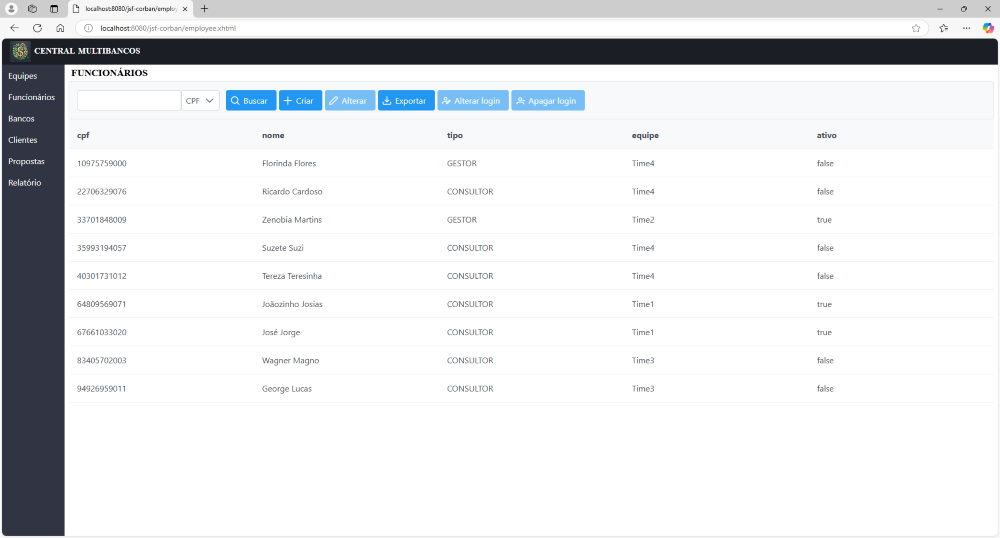 localhost:8080/jsf-corban/employ
localhost:8080/jsf-corban/employee.xhtml
CENTRAL MULTIBANCOS
Equipes
Funcionários
Bancos
Clientes
Propostas
Relatório
FUNCIONÁRIOS
CPF Buscar Criar Alterar Exportar Alterar login Apagar login
cpf nome tipo equipe ativo
10975759000 Florinda Flores GESTOR Time4 false
22706329076 Ricardo Cardoso CONSULTOR Time4 false
33701848009 Zenobia Martins GESTOR Time2 true
35993194057 Suzete Suzi CONSULTOR Time4 false
40301731012 Tereza Teresinha CONSULTOR Time4 false
64809569071 Joãozinho Josias CONSULTOR Time1 true
67661033020 José Jorge CONSULTOR Time1 true
83405702003 Wagner Magno CONSULTOR Time3 false
94926959011 George Lucas CONSULTOR Time3 false